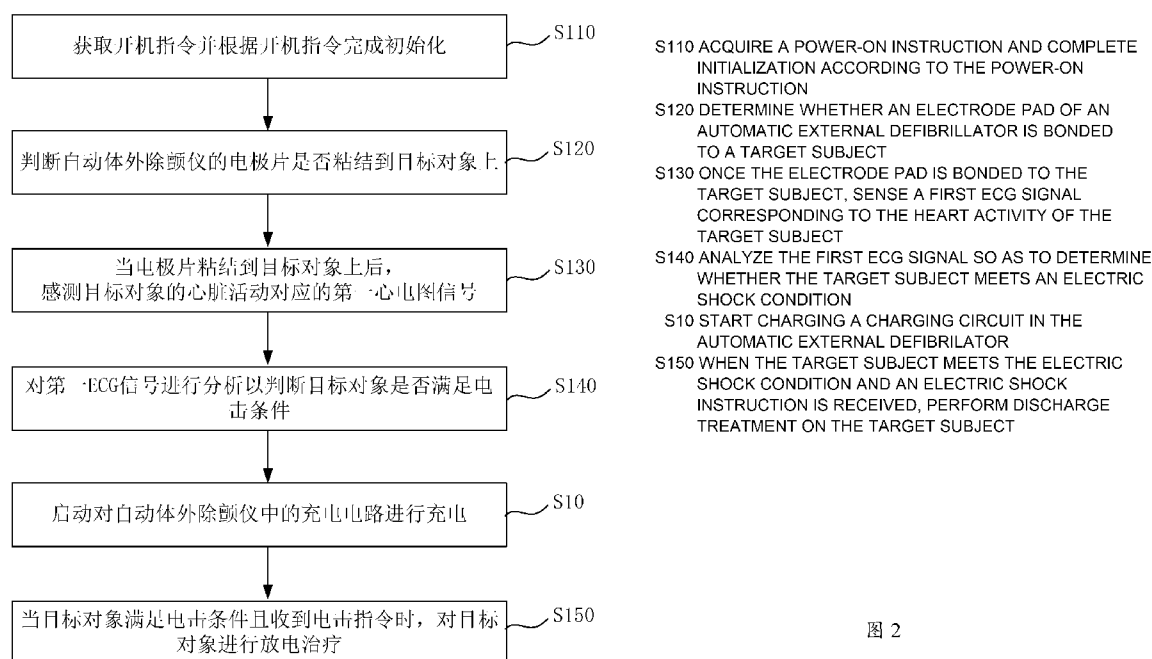 获取开机指令并根据开机指令完成初始化
S110
判断自动体外除颤仪的电极片是否粘结到目标对象上
S120
当电极片粘结到目标对象上后，
感测目标对象的心脏活动对应的第一心电图信号
S130
对第一ECG信号进行分析以判断目标对象是否满足电
击条件
S140
启动对自动体外除颤仪中的充电电路进行充电
S10
当目标对象满足电击条件且收到电击指令时，对目标
对象进行放电治疗
S150
S110 ACQUIRE A POWER-ON INSTRUCTION AND COMPLETE
INITIALIZATION ACCORDING TO THE POWER-ON
INSTRUCTION
S120 DETERMINE WHETHER AN ELECTRODE PAD OF AN
AUTOMATIC EXTERNAL DEFIBRILLATOR IS BONDED
TO A TARGET SUBJECT
S130 ONCE THE ELECTRODE PAD IS BONDED TO THE
TARGET SUBJECT, SENSE A FIRST ECG SIGNAL
CORRESPONDING TO THE HEART ACTIVITY OF THE
TARGET SUBJECT
S140 ANALYZE THE FIRST ECG SIGNAL SO AS TO DETERMINE
WHETHER THE TARGET SUBJECT MEETS AN ELECTRIC
SHOCK CONDITION
S10 START CHARGING A CHARGING CIRCUIT IN THE
AUTOMATIC EXTERNAL DEFIBRILATOR
S150 WHEN THE TARGET SUBJECT MEETS THE ELECTRIC
SHOCK CONDITION AND AN ELECTRIC SHOCK
INSTRUCTION IS RECEIVED, PERFORM DISCHARGE
TREATMENT ON THE TARGET SUBJECT
图 2